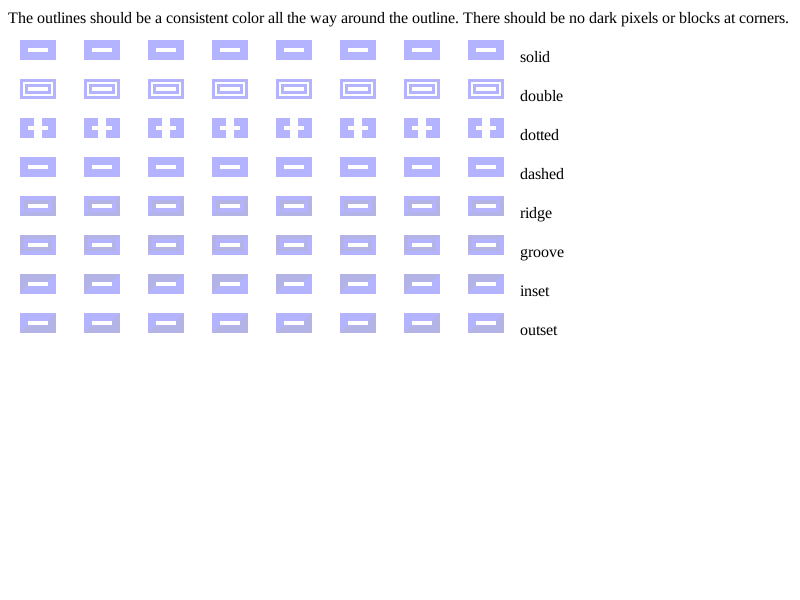 The outlines should be a consistent color all the way around the outline. There should be no dark pixels or blocks at corners.
solid
double
dotted
dashed
ridge
groove
inset
outset